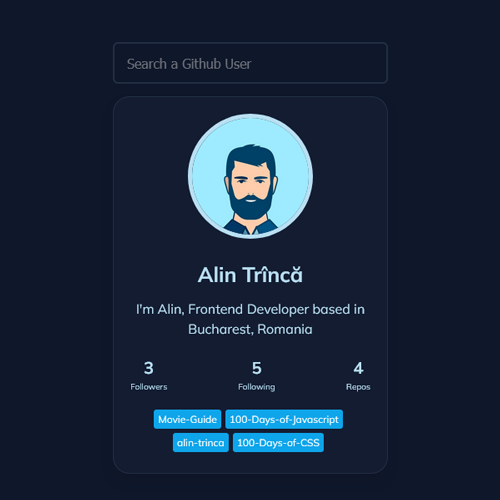 Search a Github User
Alin Trîncă
I'm Alin, Frontend Developer based in
Bucharest, Romania
3 5 4
Followers Following Repos
Movie-Guide 100-Days-of-Javascript
alin-trinca 100-Days-of-CSS